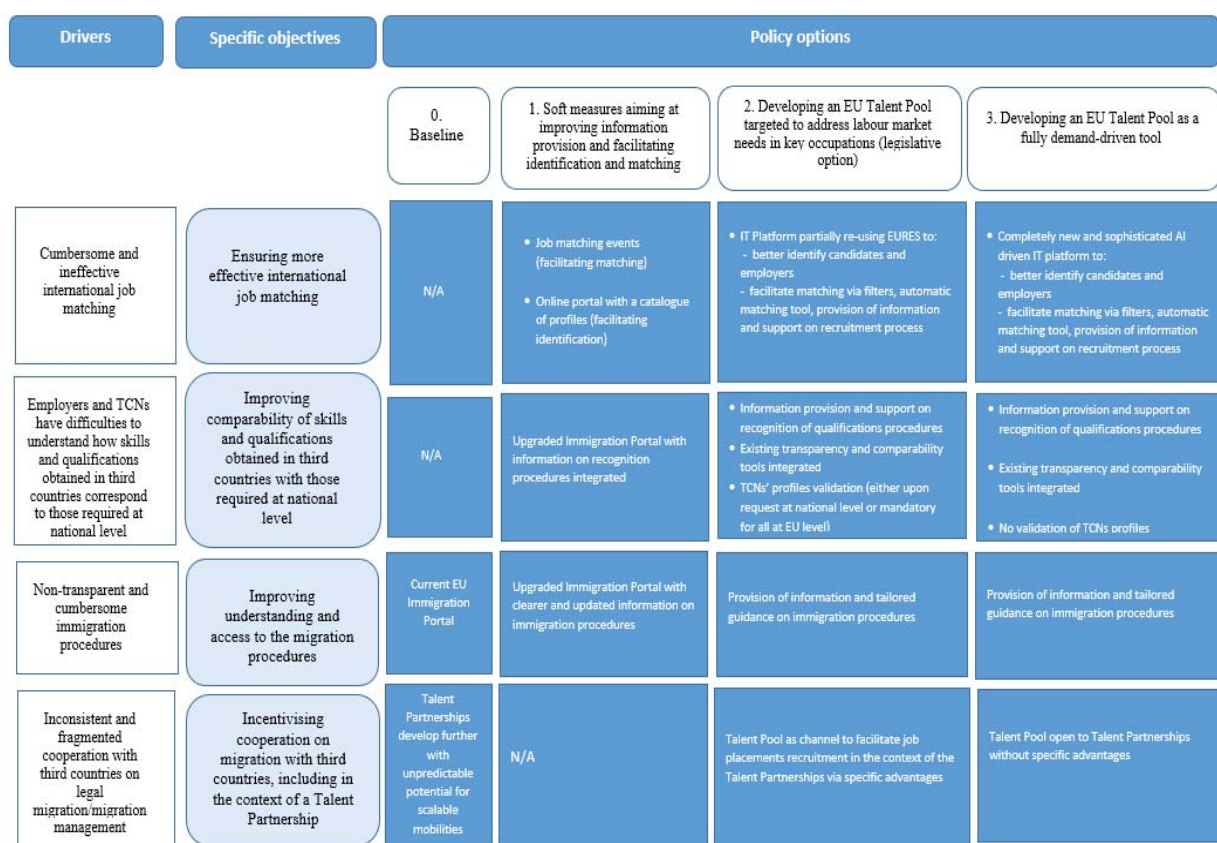 Drivers
Specific objectives
Policy options
0.
Baseline
1. Soft measures aiming at
improving information
provision and facilitating
identification and matching
2. Developing an EU Talent Pool
targeted to address labour market
needs in key occupations (legislative
option)
3. Developing an EU Talent Pool as a
fully demand-driven tool
Cumbersome and
ineffective
international job
matching
Ensuring more
effective international
job matching
N/A
• Job matching events
(facilitating matching)
• Online portal with a catalogue
of profiles (facilitating
identification)
• IT Platform partially re-using EURES to:
- better identify candidates and
employers
- facilitate matching via filters, automatic
matching tool, provision of information
and support on recruitment process
• Completely new and sophisticated AI
driven IT platform to:
- better identify candidates and
employers
- facilitate matching via filters, automatic
matching tool, provision of information
and support on recruitment process
Employers and TCNs
have difficulties to
understand how skills
and qualifications
obtained in third
countries correspond
to those required at
national level
Improving
comparability of skills
and qualifications
obtained in third
countries with those
required at national
level
N/A
Upgraded Immigration Portal with
information on recognition
procedures integrated
• Information provision and support on
recognition of qualifications procedures
• Existing transparency and comparability
tools integrated
• TCNs' profiles validation (either upon
request at national level or mandatory
for all at EU level)
• Information provision and support on
recognition of qualifications procedures
• Existing transparency and comparability
tools integrated
• No validation of TCNs profiles
Non-transparent and
cumbersome
immigration
procedures
Improving
understanding and
access to the migration
procedures
Current EU
Immigration
Portal
Upgraded Immigration Portal with
clearer and updated information on
immigration procedures
Provision of information and tailored
guidance on immigration procedures
Provision of information and tailored
guidance on immigration procedures
Inconsistent and
fragmented
cooperation with
third countries on
legal
migration/migration
management
Incentivising
cooperation on
migration with third
countries, including in
the context of a Talent
Partnership
Talent
Partnerships
develop further
with
unpredictable
potential for
scalable
mobilities
N/A
Talent Pool as channel to facilitate job
placements recruitment in the context of the
Talent Partnerships via specific advantages
Talent Pool open to Talent Partnerships
without specific advantages